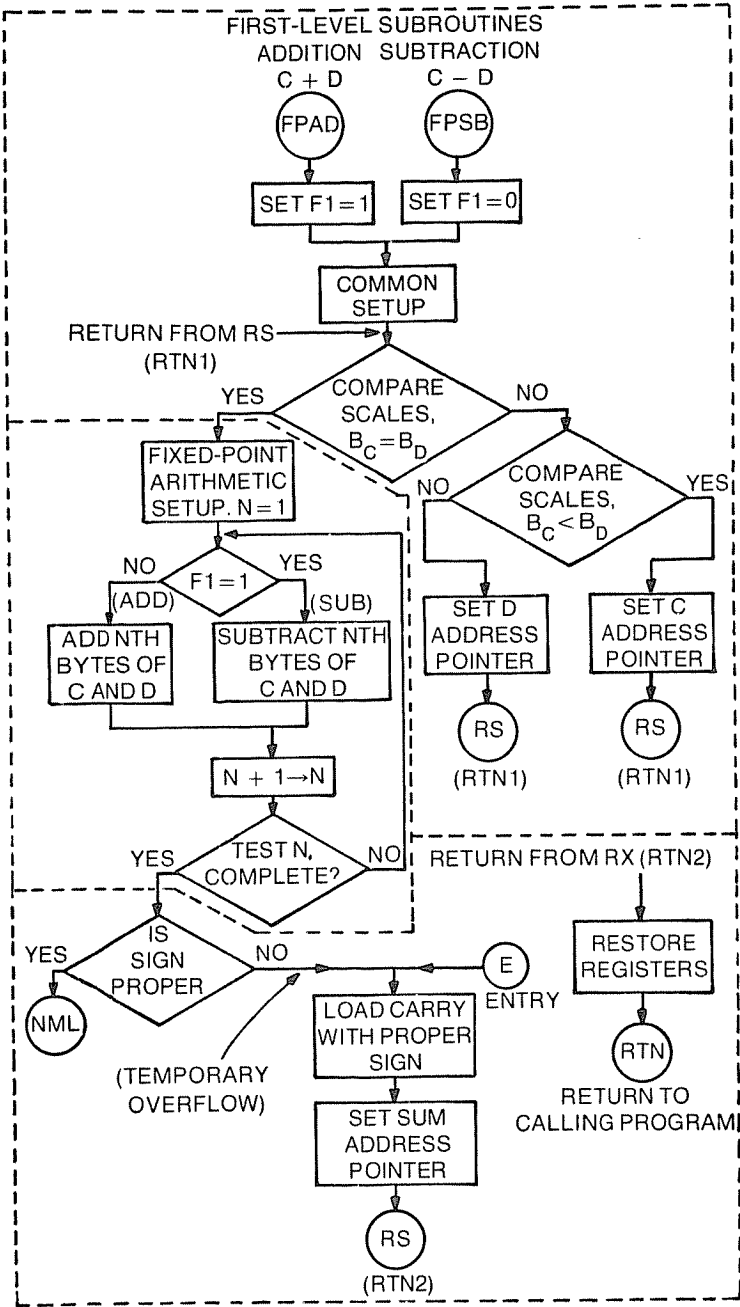 FIRST-LEVEL SUBROUTINES
ADDITION SUBTRACTION
C + D C − D
FPAD FPSB
SET F1=1 SET F1=0
COMMON
SETUP
RETURN FROM RS
(RTN1)
YES
COMPARE
SCALES,
B_C=B_D
NO
FIXED-POINT
ARITHMETIC
SETUP. N=1
NO
COMPARE
SCALES,
B_C<B_D
YES
NO
(ADD)
F1=1
YES
(SUB)
ADD NTH
BYTES OF
C AND D
SUBTRACT NTH
BYTES OF
C AND D
SET D
ADDRESS
POINTER
SET C
ADDRESS
POINTER
RS
(RTN1)
RS
(RTN1)
N + 1→N
YES
TEST N,
COMPLETE?
NO
RETURN FROM RX (RTN2)
RESTORE
REGISTERS
RTN
RETURN TO
CALLING PROGRAM
YES
IS
SIGN
PROPER
NO
NML
E
ENTRY
(TEMPORARY
OVERFLOW)
LOAD CARRY
WITH PROPER
SIGN
SET SUM
ADDRESS
POINTER
RS
(RTN2)